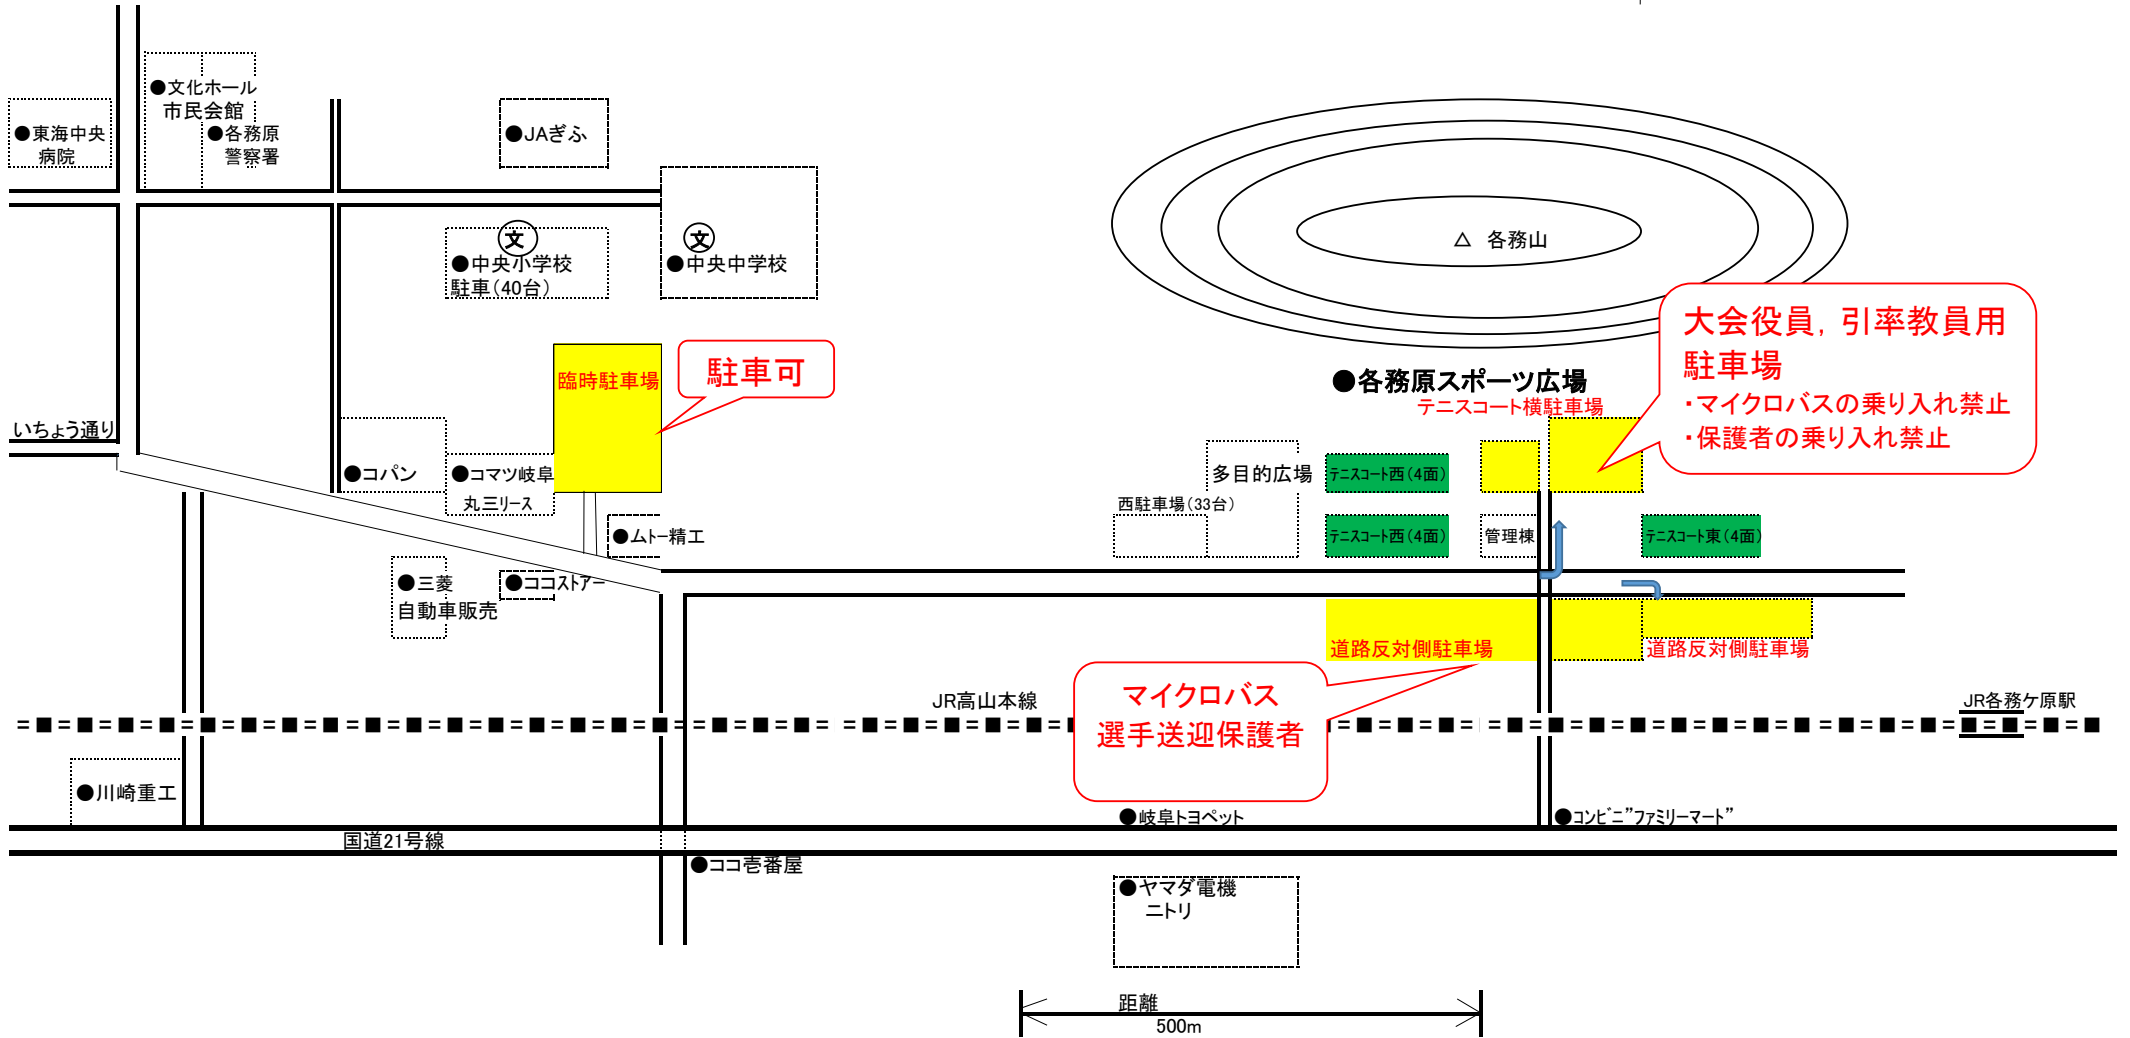 ●文化ホール
市民会館
●東海中央
病院
●各務原
警察署
●JAぎふ
文
●中央小学校
駐車(40台)
文
●中央中学校
△ 各務山
大会役員，引率教員用
駐車場
・マイクロバスの乗り入れ禁止
・保護者の乗り入れ禁止
臨時駐車場
駐車可
●各務原スポーツ広場
テニスコート横駐車場
いちょう通り
●コパン
●コマツ岐阜
丸三リース
多目的広場
テニスコート西(4面)
西駐車場(33台)
●ムトー精工
テニスコート西(4面)
管理棟
テニスコート東(4面)
●三菱
自動車販売
●ココストアー
道路反対側駐車場
道路反対側駐車場
マイクロバス
選手送迎保護者
JR高山本線
JR各務ケ原駅
●川崎重工
●岐阜トヨペット
●コンビニ”ファミリーマート”
国道21号線
●ココ壱番屋
●ヤマダ電機
ニトリ
距離
500m